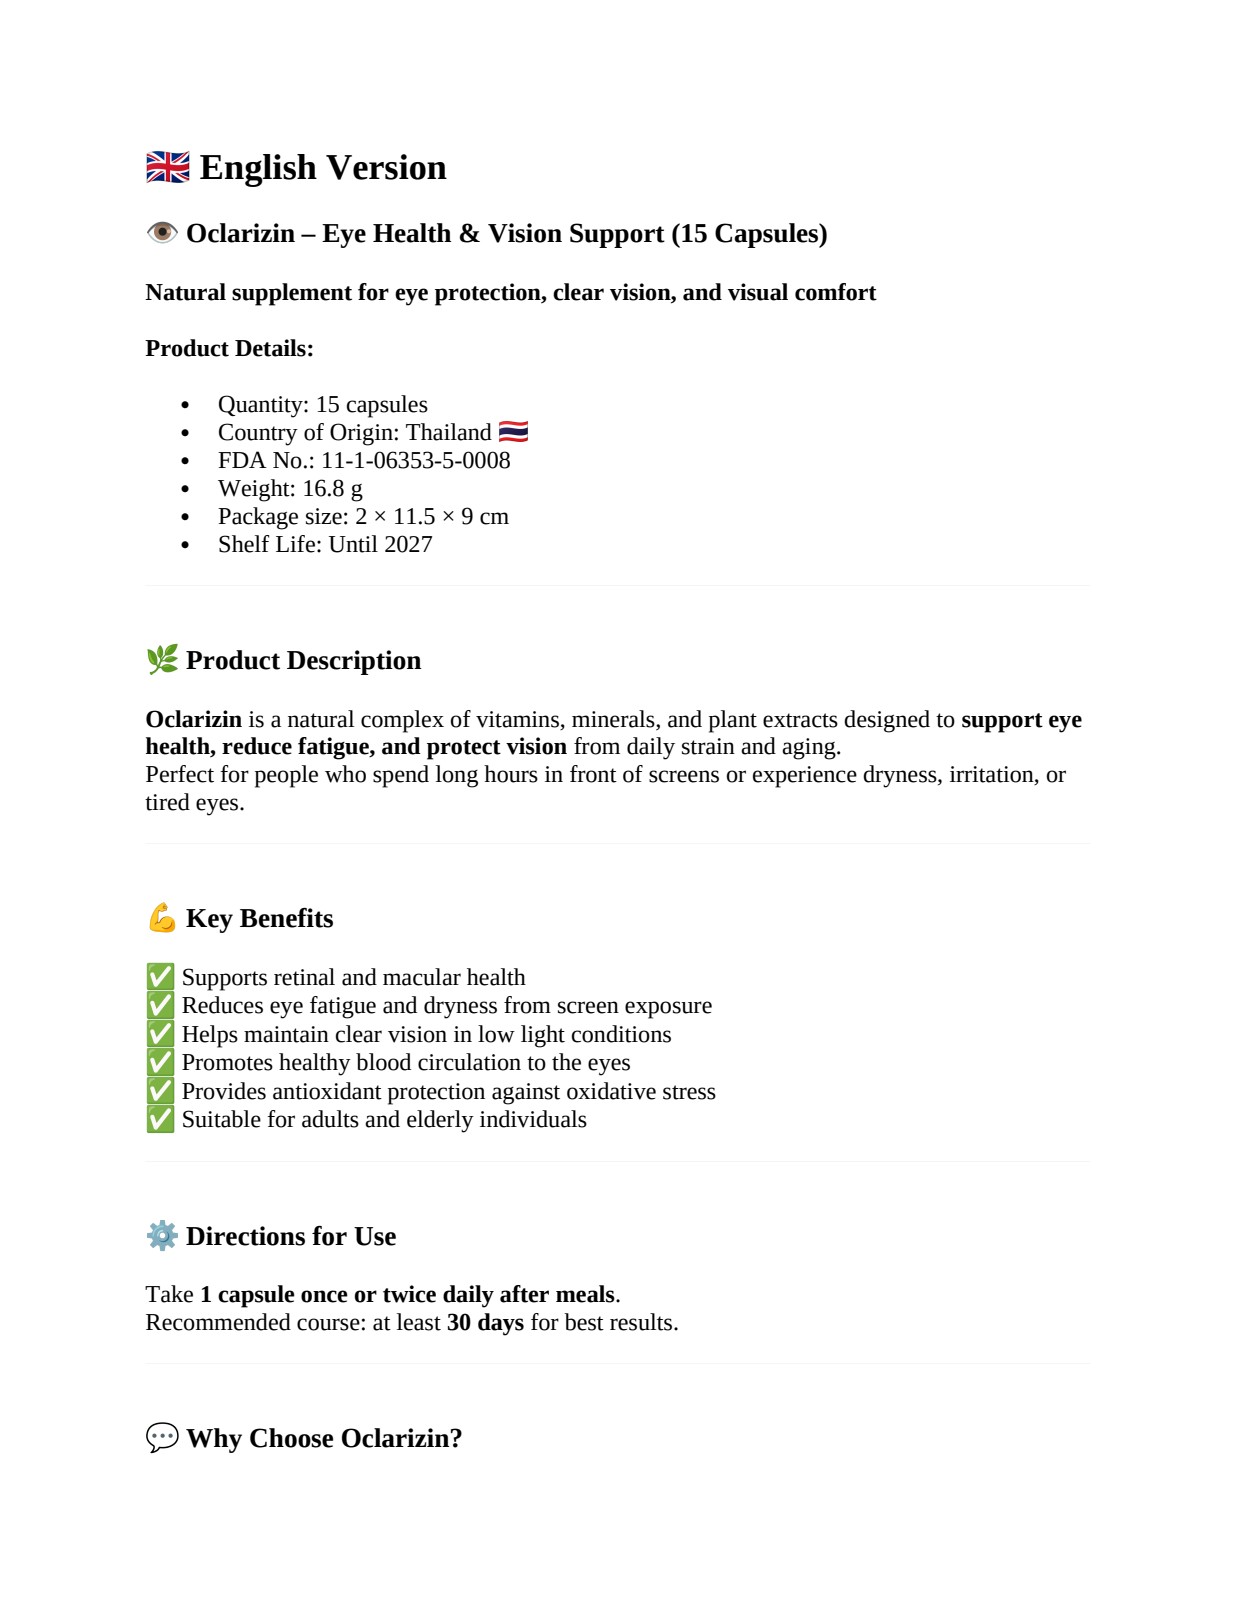 🇬🇧 English Version
👁️ Oclarizin – Eye Health & Vision Support (15 Capsules)
Natural supplement for eye protection, clear vision, and visual comfort
Product Details:
• Quantity: 15 capsules
• Country of Origin: Thailand 🇹🇭
• FDA No.: 11-1-06353-5-0008
• Weight: 16.8 g
• Package size: 2 × 11.5 × 9 cm
• Shelf Life: Until 2027
🌿 Product Description
Oclarizin is a natural complex of vitamins, minerals, and plant extracts designed to support eye
health, reduce fatigue, and protect vision from daily strain and aging.
Perfect for people who spend long hours in front of screens or experience dryness, irritation, or
tired eyes.
💪 Key Benefits
✅ Supports retinal and macular health
✅ Reduces eye fatigue and dryness from screen exposure
✅ Helps maintain clear vision in low light conditions
✅ Promotes healthy blood circulation to the eyes
✅ Provides antioxidant protection against oxidative stress
✅ Suitable for adults and elderly individuals
⚙️ Directions for Use
Take 1 capsule once or twice daily after meals.
Recommended course: at least 30 days for best results.
💬 Why Choose Oclarizin?